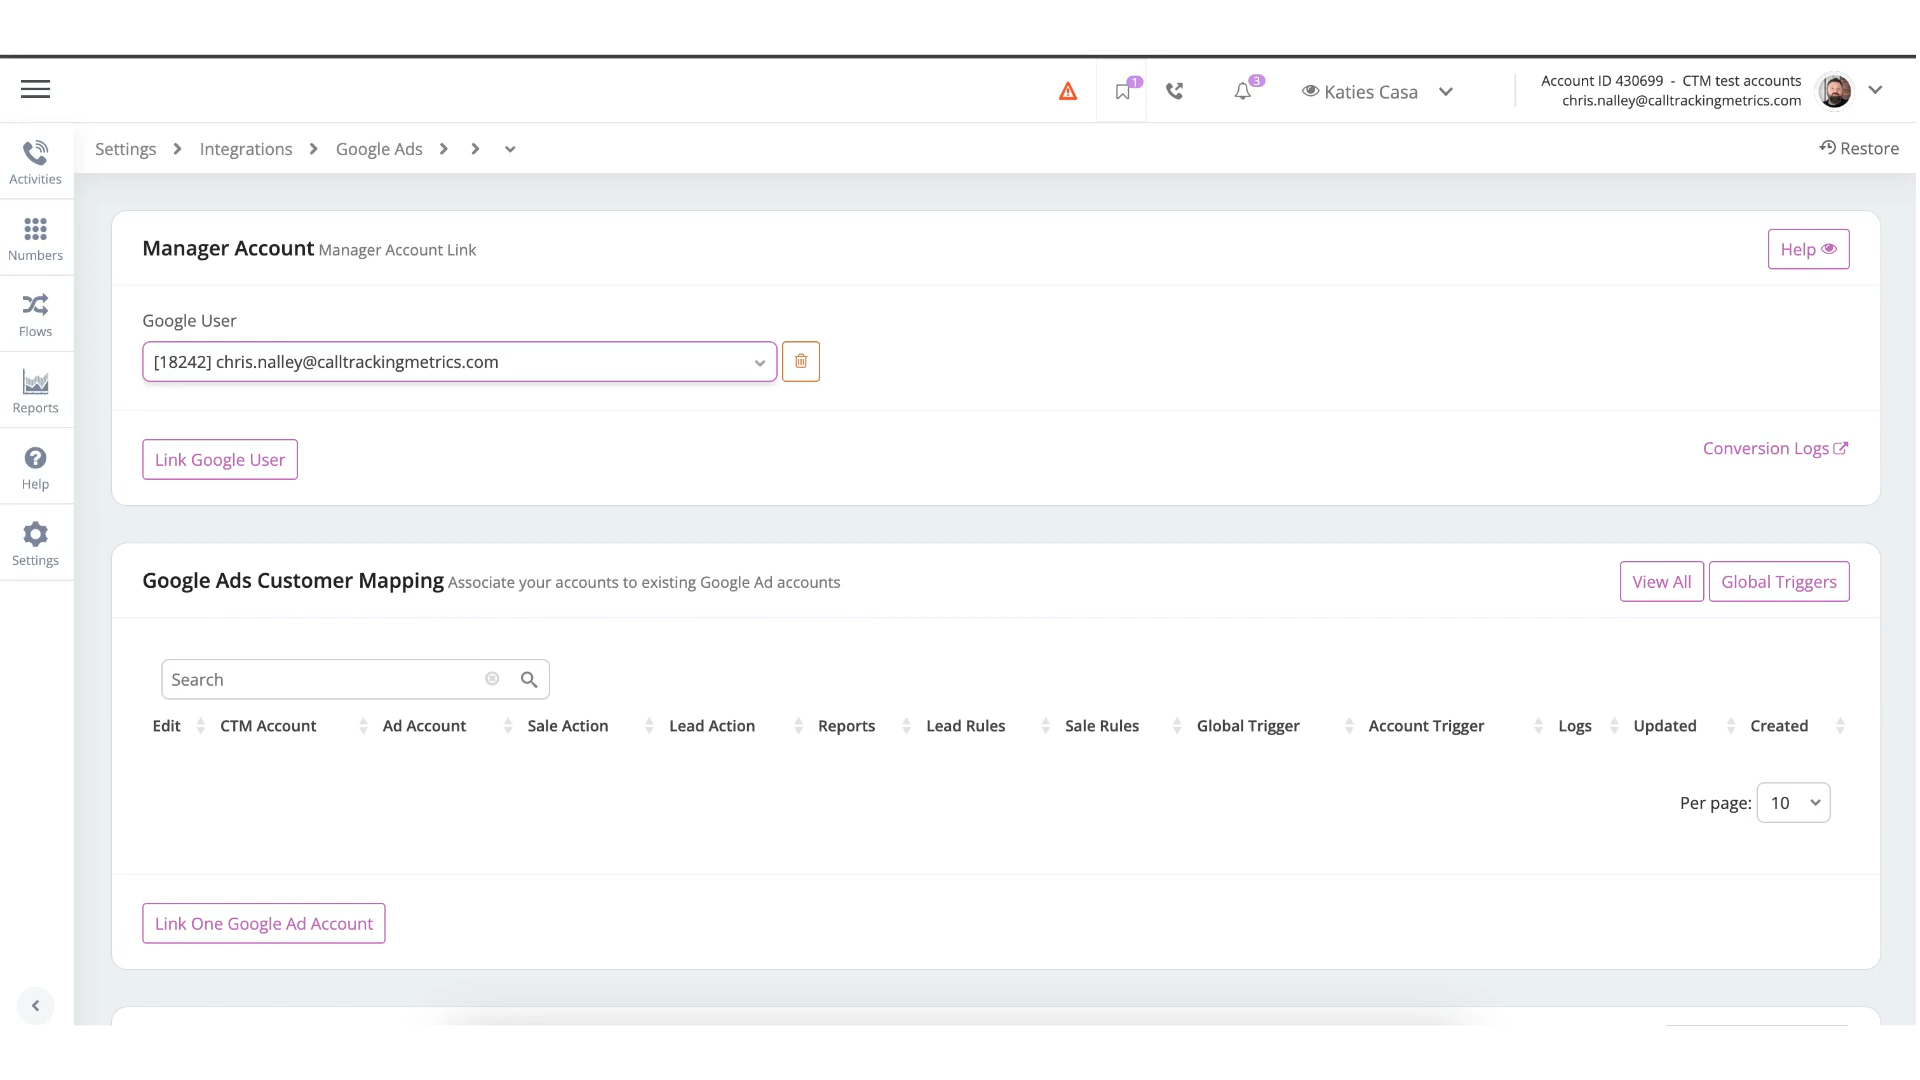 1
3
Katies Casa
Account ID 430699 - CTM test accounts
chris.nalley@calltrackingmetrics.com
Settings Integrations Google Ads
Restore
Activities
Numbers
Flows
Reports
Help
Settings
Manager Account Manager Account Link
Help
Google User
[18242] chris.nalley@calltrackingmetrics.com
Link Google User
Conversion Logs
Google Ads Customer Mapping Associate your accounts to existing Google Ad accounts
View All
Global Triggers
Search
Edit CTM Account Ad Account Sale Action Lead Action Reports Lead Rules Sale Rules Global Trigger Account Trigger Logs Updated Created
Per page: 10
Link One Google Ad Account